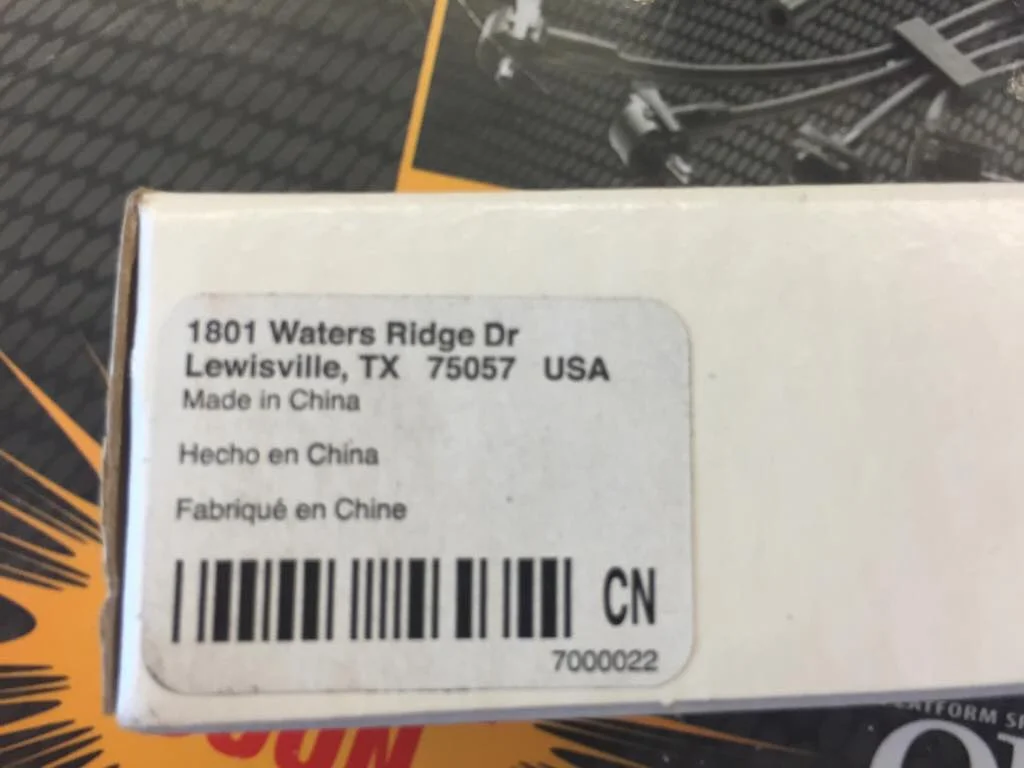 1801 Waters Ridge Dr
Lewisville, TX 75057 USA
Made in China
Hecho en China
Fabriqué en Chine
CN
7000022